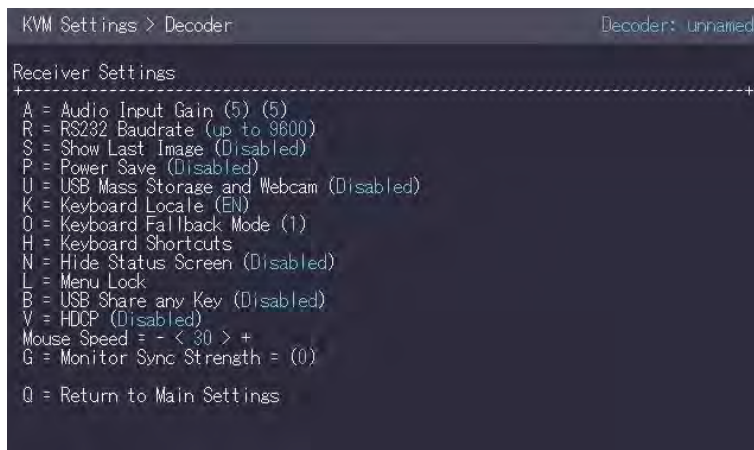 KVM Settings > Decoder Decoder: unnamed
Receiver Settings
+------------------------------------------------------------------------------+
A = Audio Input Gain (5) (5)
R = RS232 Baudrate (up to 9600)
S = Show Last Image (Disabled)
P = Power Save (Disabled)
U = USB Mass Storage and Webcam (Disabled)
K = Keyboard Locale (EN)
O = Keyboard Fallback Mode (1)
H = Keyboard Shortcuts
N = Hide Status Screen (Disabled)
L = Menu Lock
B = USB Share any Key (Disabled)
V = HDCP (Disabled)
Mouse Speed = - < 30 > +
G = Monitor Sync Strength = (0)
Q = Return to Main Settings